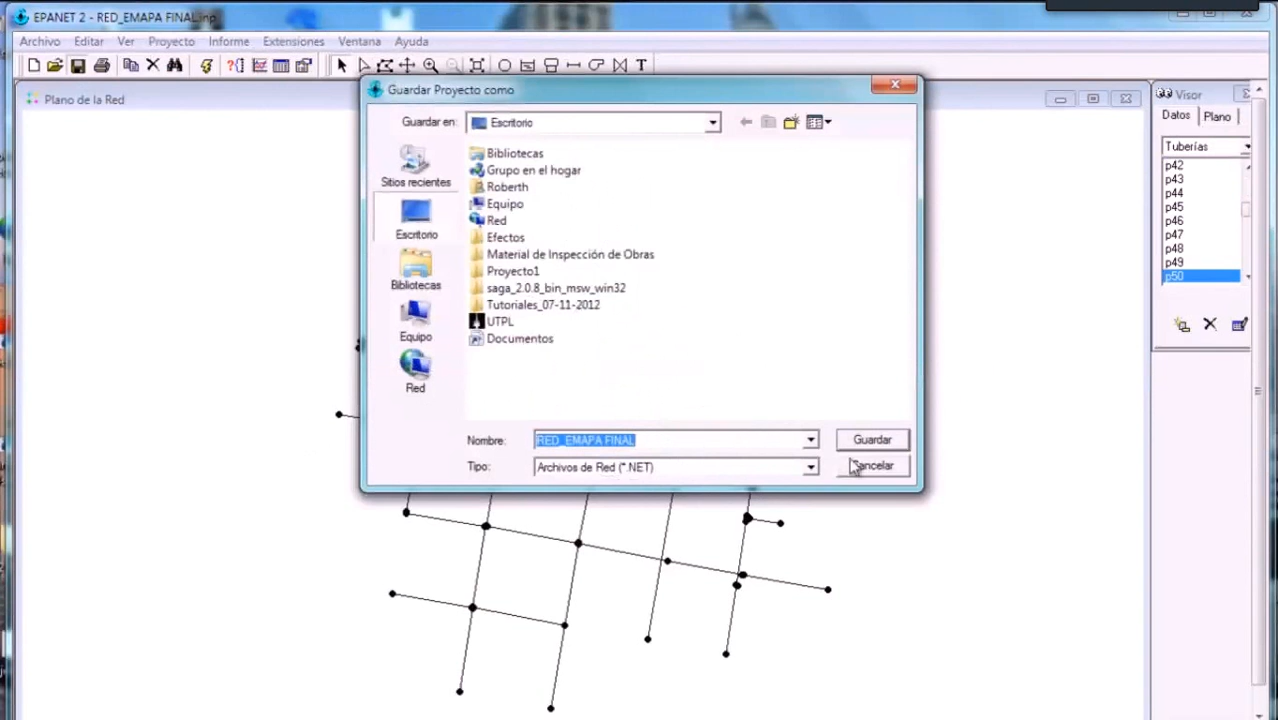 EPANET 2 - RED_EMAPA FINAL.inp
Archivo Editar Ver Proyecto Informe Extensiones Ventana Ayuda
Plano de la Red
Guardar Proyecto como
Guardar en: Escritorio
Sitios recientes
Escritorio
Bibliotecas
Equipo
Red
Bibliotecas
Grupo en el hogar
Roberth
Equipo
Red
Efectos
Material de Inspección de Obras
Proyecto1
saga_2.0.8_bin_msw_win32
Tutoriales_07-11-2012
UTPL
Documentos
Nombre: RED_EMAPA FINAL Guardar
Tipo: Archivos de Red (*.NET) Cancelar
Visor
Datos Plano
Tuberías
p42
p43
p44
p45
p46
p47
p48
p49
p50